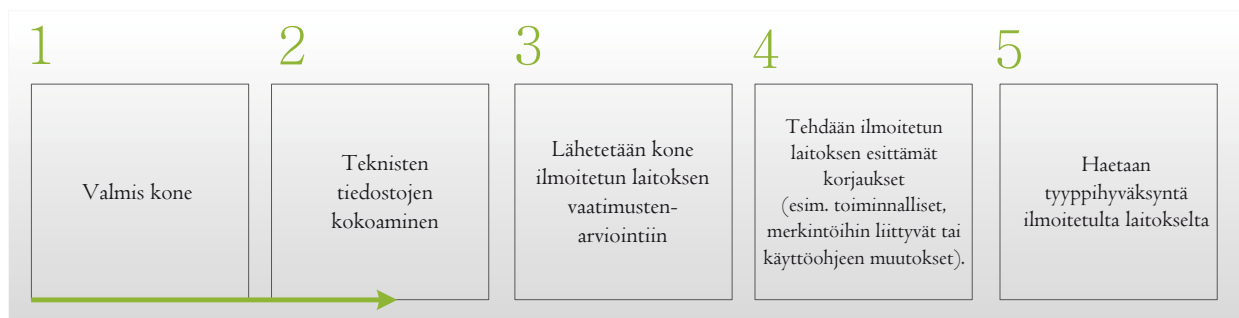 1
Valmis kone
2
Teknisten
tiedostojen
kokoaminen
3
Lähetetään kone
ilmoitetun laitoksen
vaatimusten-
arviointiin
4
Tehdään ilmoitetun
laitoksen esittämät
korjaukset
(esim. toiminnalliset,
merkintöihin liittyvät tai
käyttöohjeen muutokset).
5
Haetaan
tyyppihyväksyntä
ilmoitetulta laitokselta